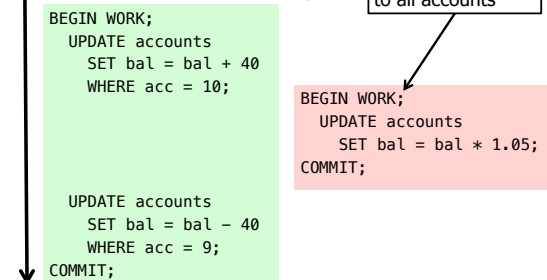 to all accounts
BEGIN WORK;
UPDATE accounts
SET bal = bal + 40
WHERE acc = 10;
BEGIN WORK;
UPDATE accounts
SET bal = bal * 1.05;
COMMIT;
UPDATE accounts
SET bal = bal – 40
WHERE acc = 9;
COMMIT;